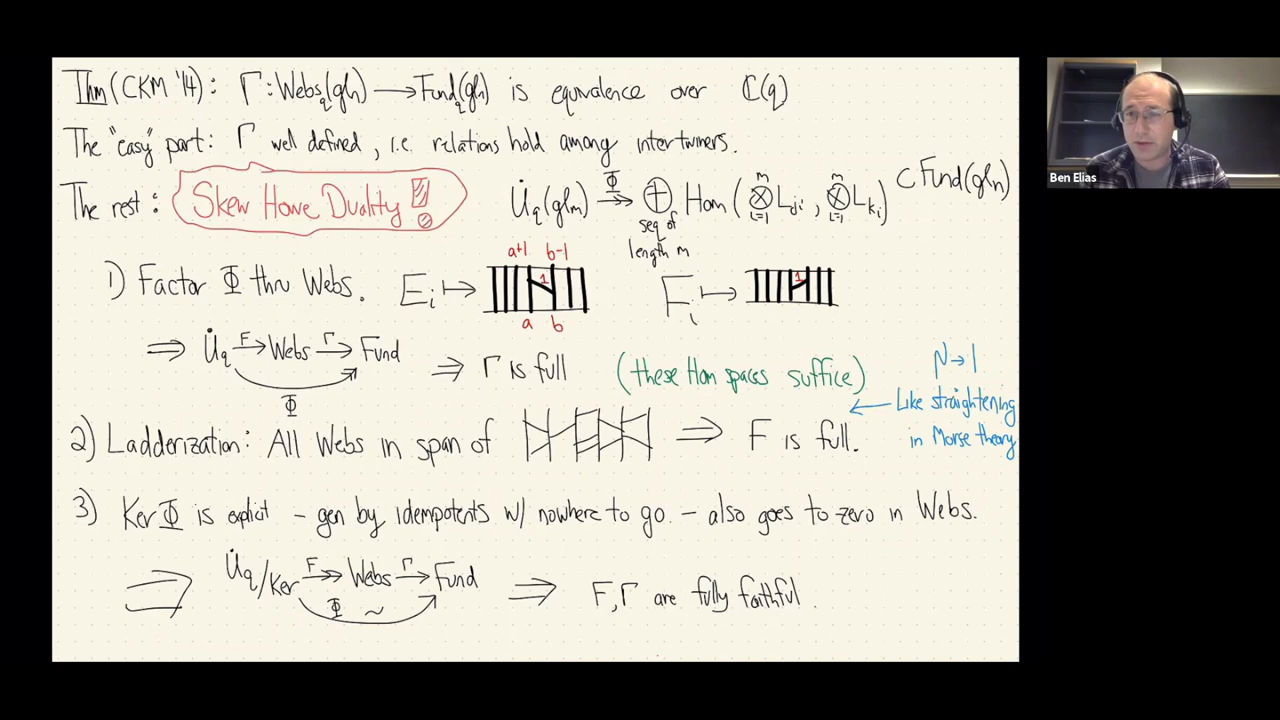 Thm (CKM '14): Γ: Webs_q(gl_n) ⟶ Fund_q(gl_n) is equivalence over ℂ(q)
The "easy" part: Γ well defined, i.e. relations hold among intertwiners.
The rest: Skew Howe Duality! U̇_q(gl_m) ↠^Φ ⊕_{seq of length m} Hom(⊗_{i=1}^m L_{j_i}, ⊗_{i=1}^m L_{k_i}) ⊂ Fund(gl_n)
1) Factor Φ thru Webs. E_i ↦ a+1 b-1 1 a b F_i ↦ 1
⟹ U̇_q →^F Webs →^Γ Fund Φ ⟹ Γ is full (these Hom spaces suffice)
N → |
Like straightening
in Morse theory
2) Ladderization: All Webs in span of ⟹ F is full.
3) Ker Φ is explicit - gen by idempotents w/ nowhere to go - also goes to zero in Webs.
⟹ U̇_q/Ker ↠^F Webs →^Γ Fund Φ ~ ⟹ F, Γ are fully faithful.
Ben Elias